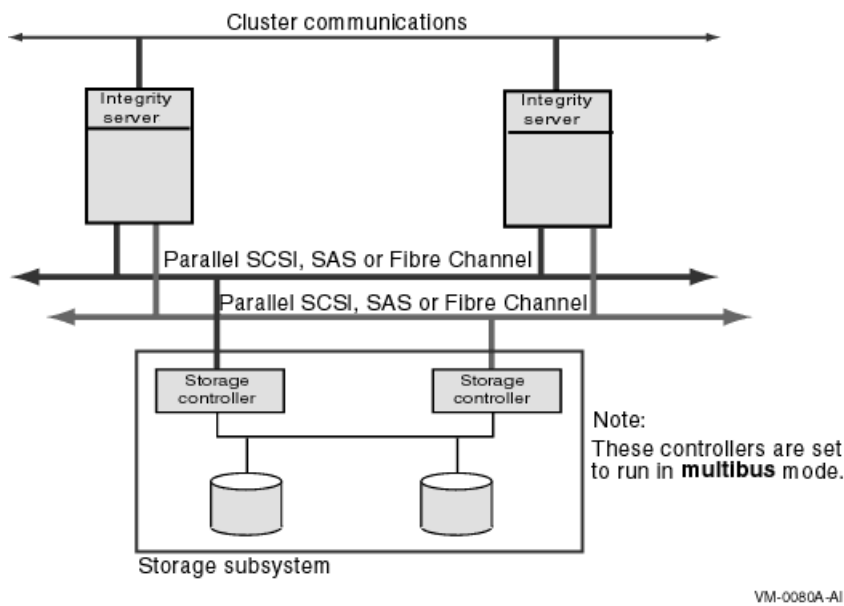 Cluster communications
Integrity
server
Integrity
server
Parallel SCSI, SAS or Fibre Channel
Parallel SCSI, SAS or Fibre Channel
Storage
controller
Storage
controller
Note:
These controllers are set
to run in multibus mode.
Storage subsystem
VM-0080A-AI